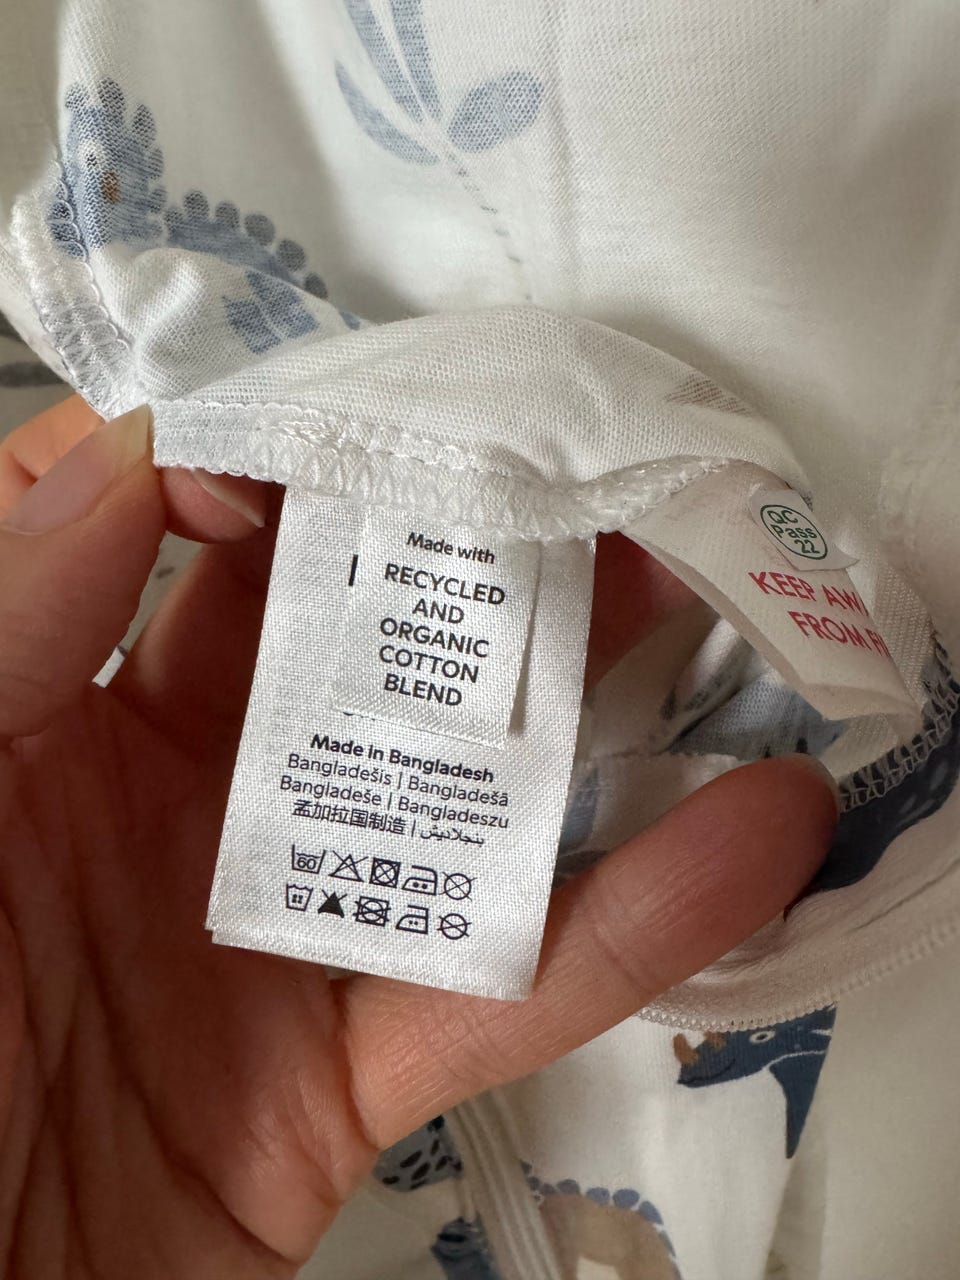 Made with
RECYCLED
AND
ORGANIC
COTTON
BLEND
Made in Bangladesh
Bangladešis | Bangladešā
Bangladeše | Bangladeszu
孟加拉国制造 | بنجلاديش
60
QC
Pass
22
KEEP
FROM